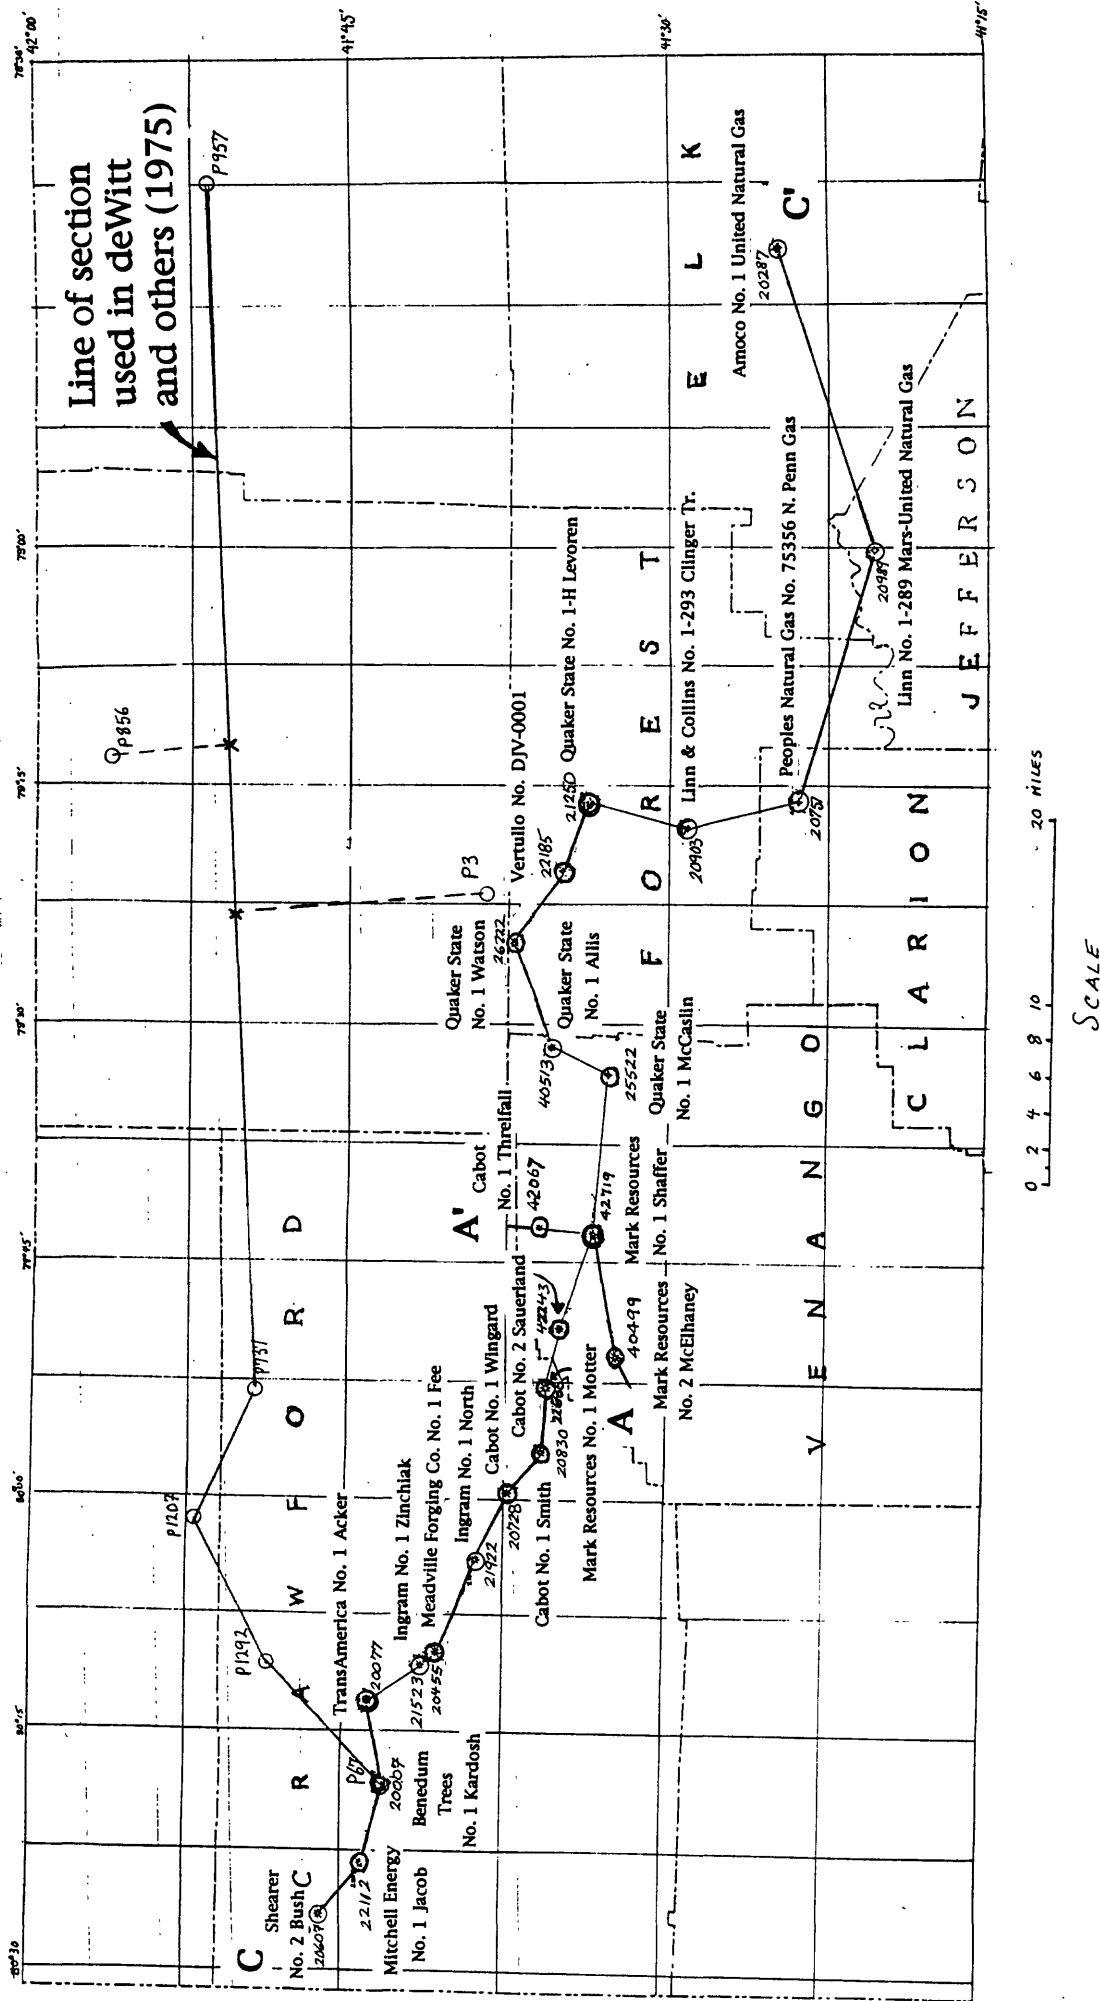 80°30
80°15'
80°00'
79°45'
79°30'
79°15'
79°00'
78°30'
42°00'
41°45'
41°30'
41°15'
Line of section
used in deWitt
and others (1975)
P957
P856
P3
P737
P1207
P1292
P67
C R A W F O R D
F O R E S T
E L K
V E N A N G O
C L A R I O N
J E F F E R S O N
C
Shearer
No. 2 Bush C
20607
22112
Mitchell Energy
No. 1 Jacob
20007
Benedum
Trees
No. 1 Kardosh
TransAmerica No. 1 Acker
20077
Ingram No. 1 Zinchiak
21523
Meadville Forging Co. No. 1 Fee
20455
Ingram No. 1 North
21922
Cabot No. 1 Wingard
20728
Cabot No. 1 Smith
20830
Cabot No. 2 Sauerland
Mark Resources No. 1 Motter
42243
A
40499
Mark Resources
No. 2 McElhaney
Mark Resources
No. 1 Shaffer
42719
A'
Cabot
No. 1 Threlfall
42067
25522
Quaker State
No. 1 McCaslin
40513
Quaker State
No. 1 Allis
Quaker State
No. 1 Watson
26722
Vertullo No. DJV-0001
22185
21250 Quaker State No. 1-H Levoren
Linn & Collins No. 1-293 Clinger Tr.
20903
Peoples Natural Gas No. 75356 N. Penn Gas
20751
20989
Linn No. 1-289 Mars-United Natural Gas
Amoco No. 1 United Natural Gas
20287
C'
0 2 4 6 8 10 20 MILES
SCALE